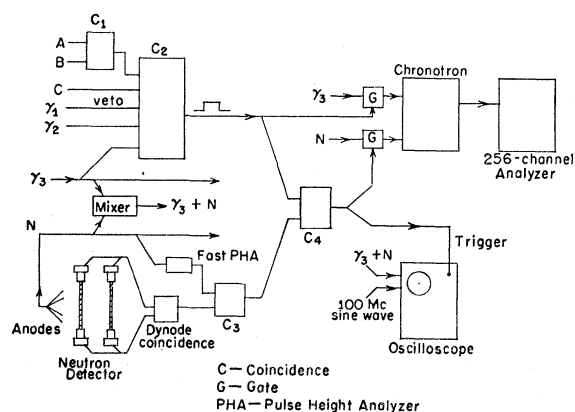 C1
A
B
C2
C
veto
γ1
γ2
γ3
Mixer
γ3 + N
N
Fast PHA
Anodes
Neutron
Detector
Dynode
coincidence
C3
C4
γ3
G
N
G
Chronotron
256-channel
Analyzer
Trigger
γ3+N
100 Mc
sine wave
Oscilloscope
C — Coincidence
G — Gate
PHA — Pulse Height Analyzer